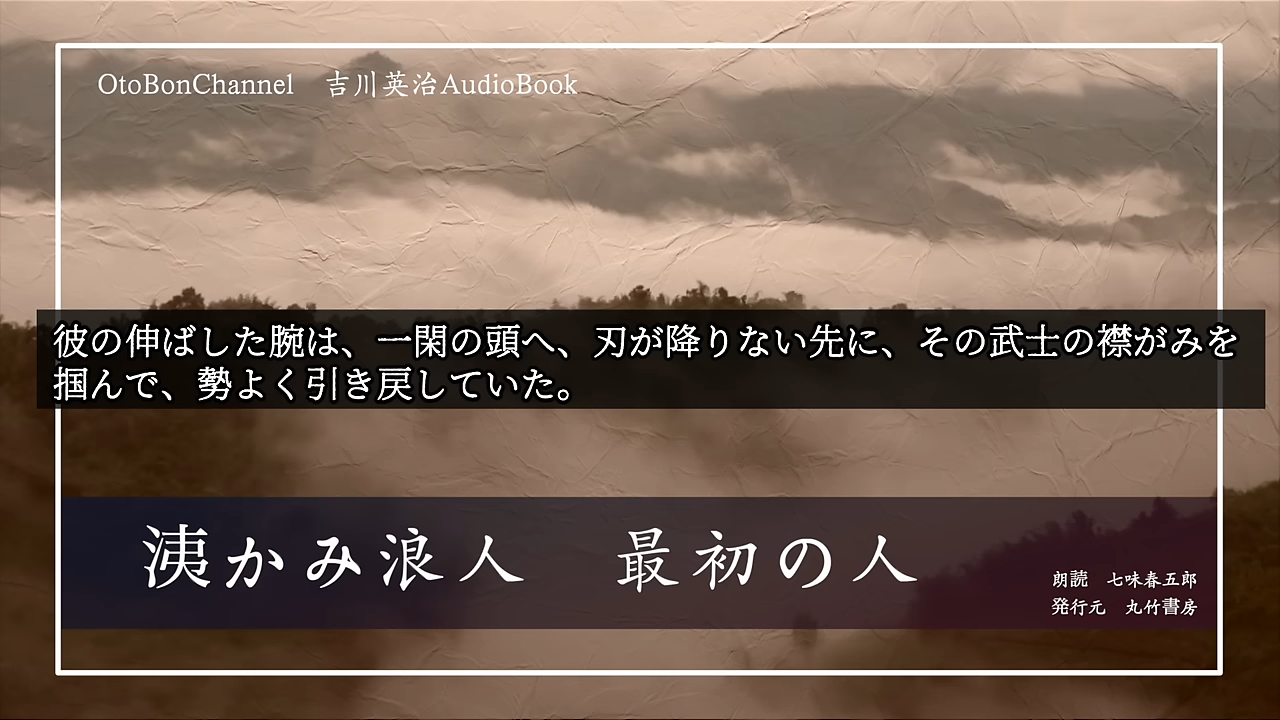 OtoBonChannel 吉川英治AudioBook
彼の伸ばした腕は、一閑の頭へ、刃が降りない先に、その武士の襟がみを
掴んで、勢よく引き戻していた。
洟かみ浪人 最初の人
朗読 七味春五郎
発行元 丸竹書房